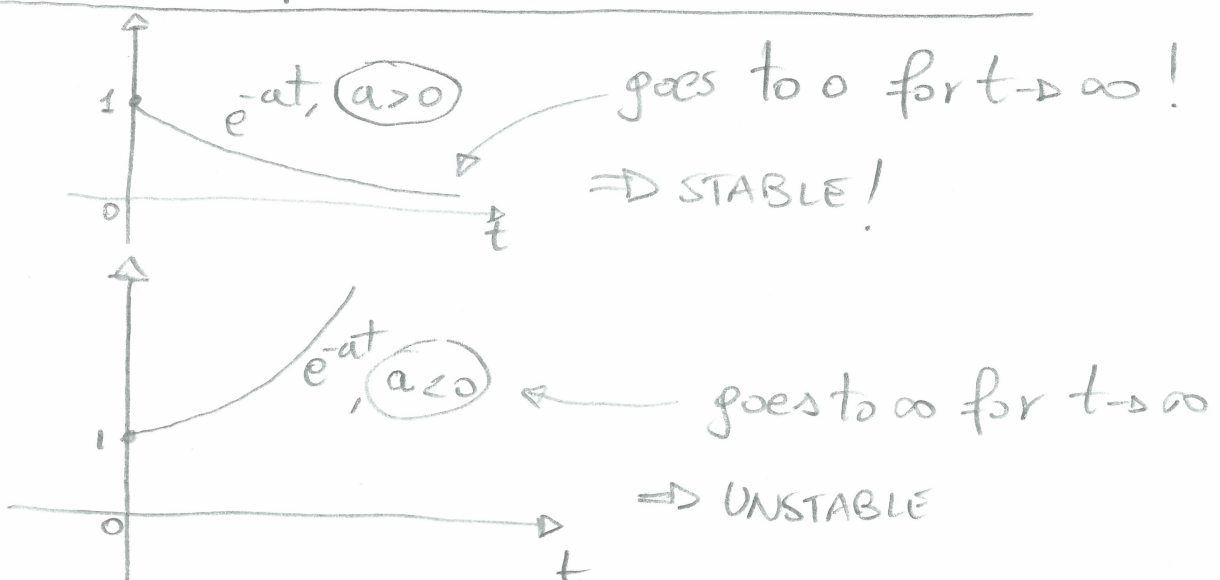 1
e^-at, a>0
goes to 0 for t→∞!
⇒ STABLE!
0
t
e^-at, a<0
goes to ∞ for t→∞
1
⇒ UNSTABLE
0
t